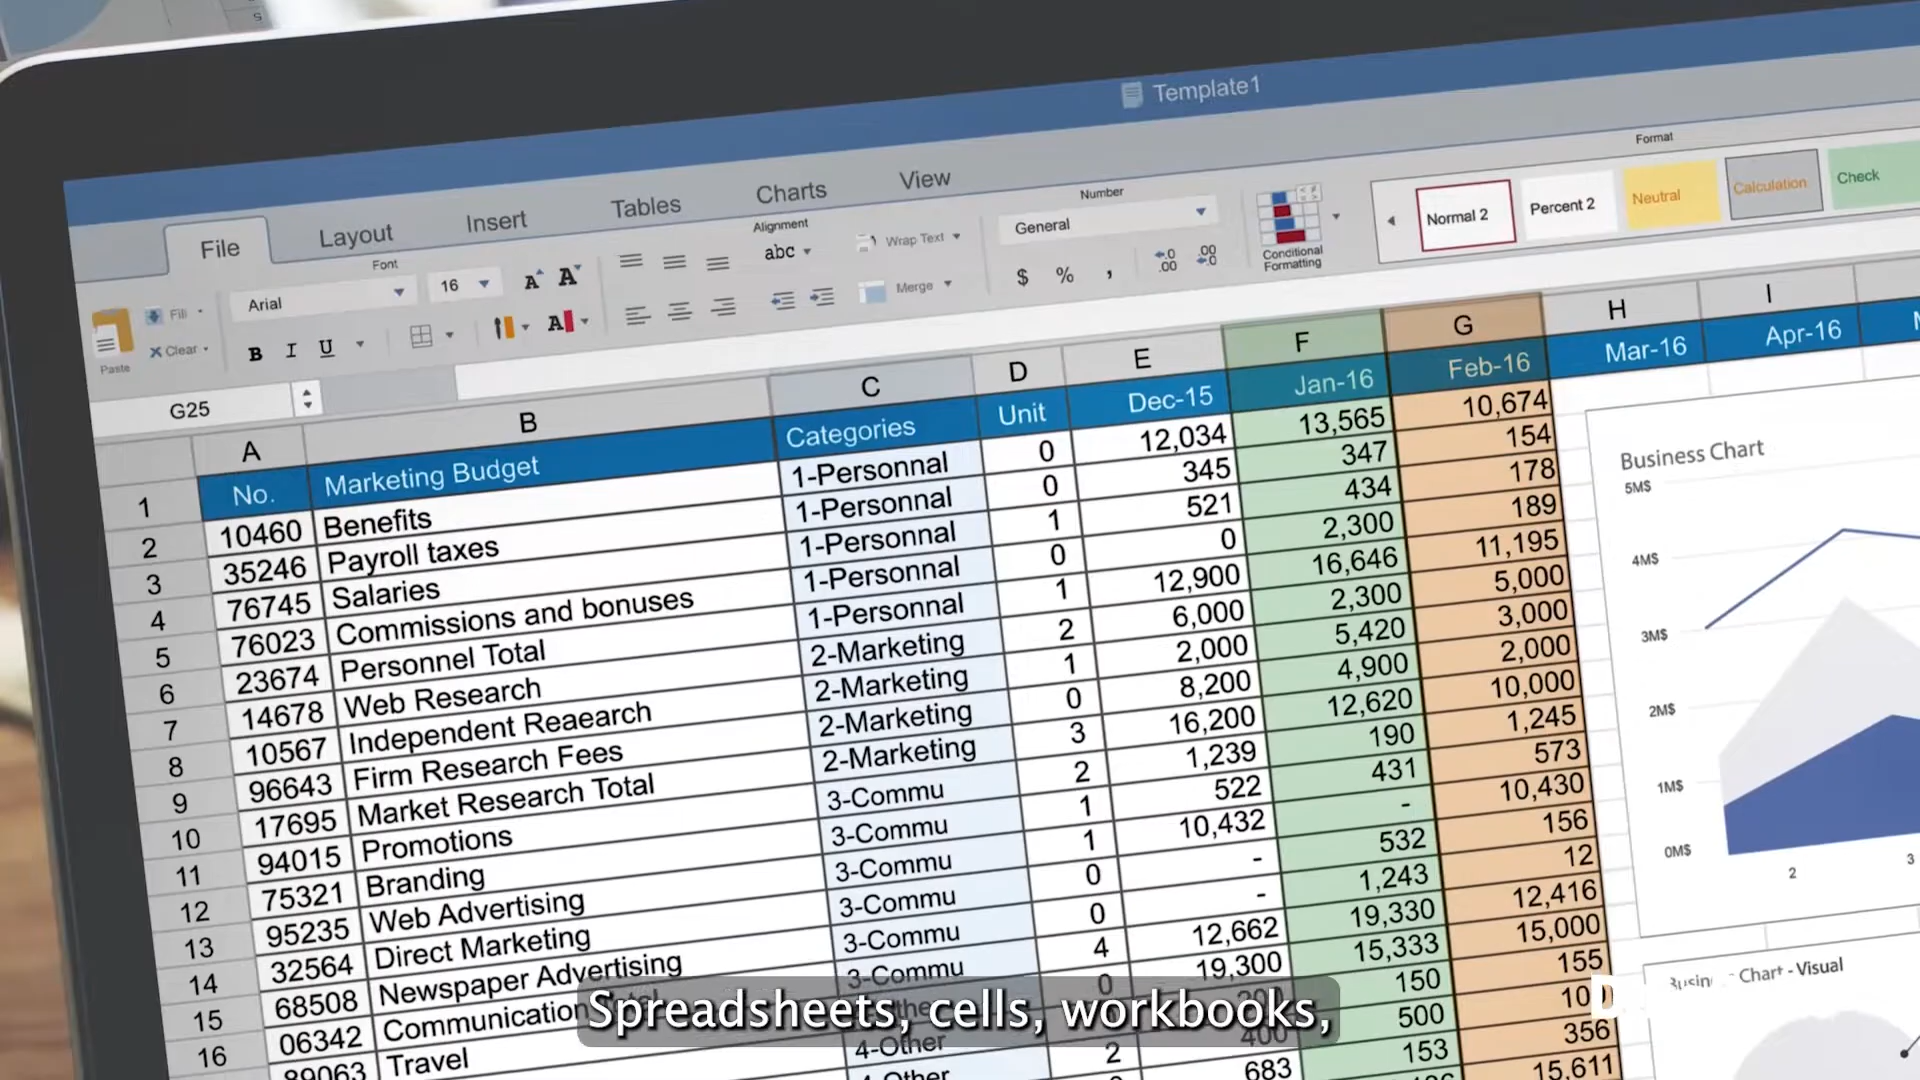 Template1
File Layout Insert Tables Charts View
Font Alignment Number Format
Paste Fill Clear
Arial 16 A A abc Wrap Text General
B I U A Merge $ % , .00 .00 Conditional Formatting
Normal 2 Percent 2 Neutral Calculation Check
G25
A B C D E F G H I
1 No. Marketing Budget Categories Unit Dec-15 Jan-16 Feb-16 Mar-16 Apr-16
2 10460 Benefits 1-Personnal 0 12,034 13,565 10,674
3 35246 Payroll taxes 1-Personnal 0 345 347 154
4 76745 Salaries 1-Personnal 1 521 434 178
5 76023 Commissions and bonuses 1-Personnal 0 0 2,300 189
6 23674 Personnel Total 1-Personnal 1 12,900 16,646 11,195
7 14678 Web Research 2-Marketing 2 6,000 2,300 5,000
8 10567 Independent Reaearch 2-Marketing 1 2,000 5,420 3,000
9 96643 Firm Research Fees 2-Marketing 0 8,200 4,900 2,000
10 17695 Market Research Total 2-Marketing 3 16,200 12,620 10,000
11 94015 Promotions 3-Commu 2 1,239 190 1,245
12 75321 Branding 3-Commu 1 522 431 573
13 95235 Web Advertising 3-Commu 1 10,432 - 10,430
14 32564 Direct Marketing 3-Commu 0 - 532 156
15 68508 Newspaper Advertising 3-Commu 0 - 1,243 12
16 06342 Communication 3-Commu 4 12,662 19,330 12,416
89063 Travel 0 19,300 15,333 15,000
150 155
4-Other 400 500
2 683 153 356
15,611
Business Chart
5M$
4M$
3M$
2M$
1M$
0M$
2 3
Chart - Visual
Spreadsheets, cells, workbooks,